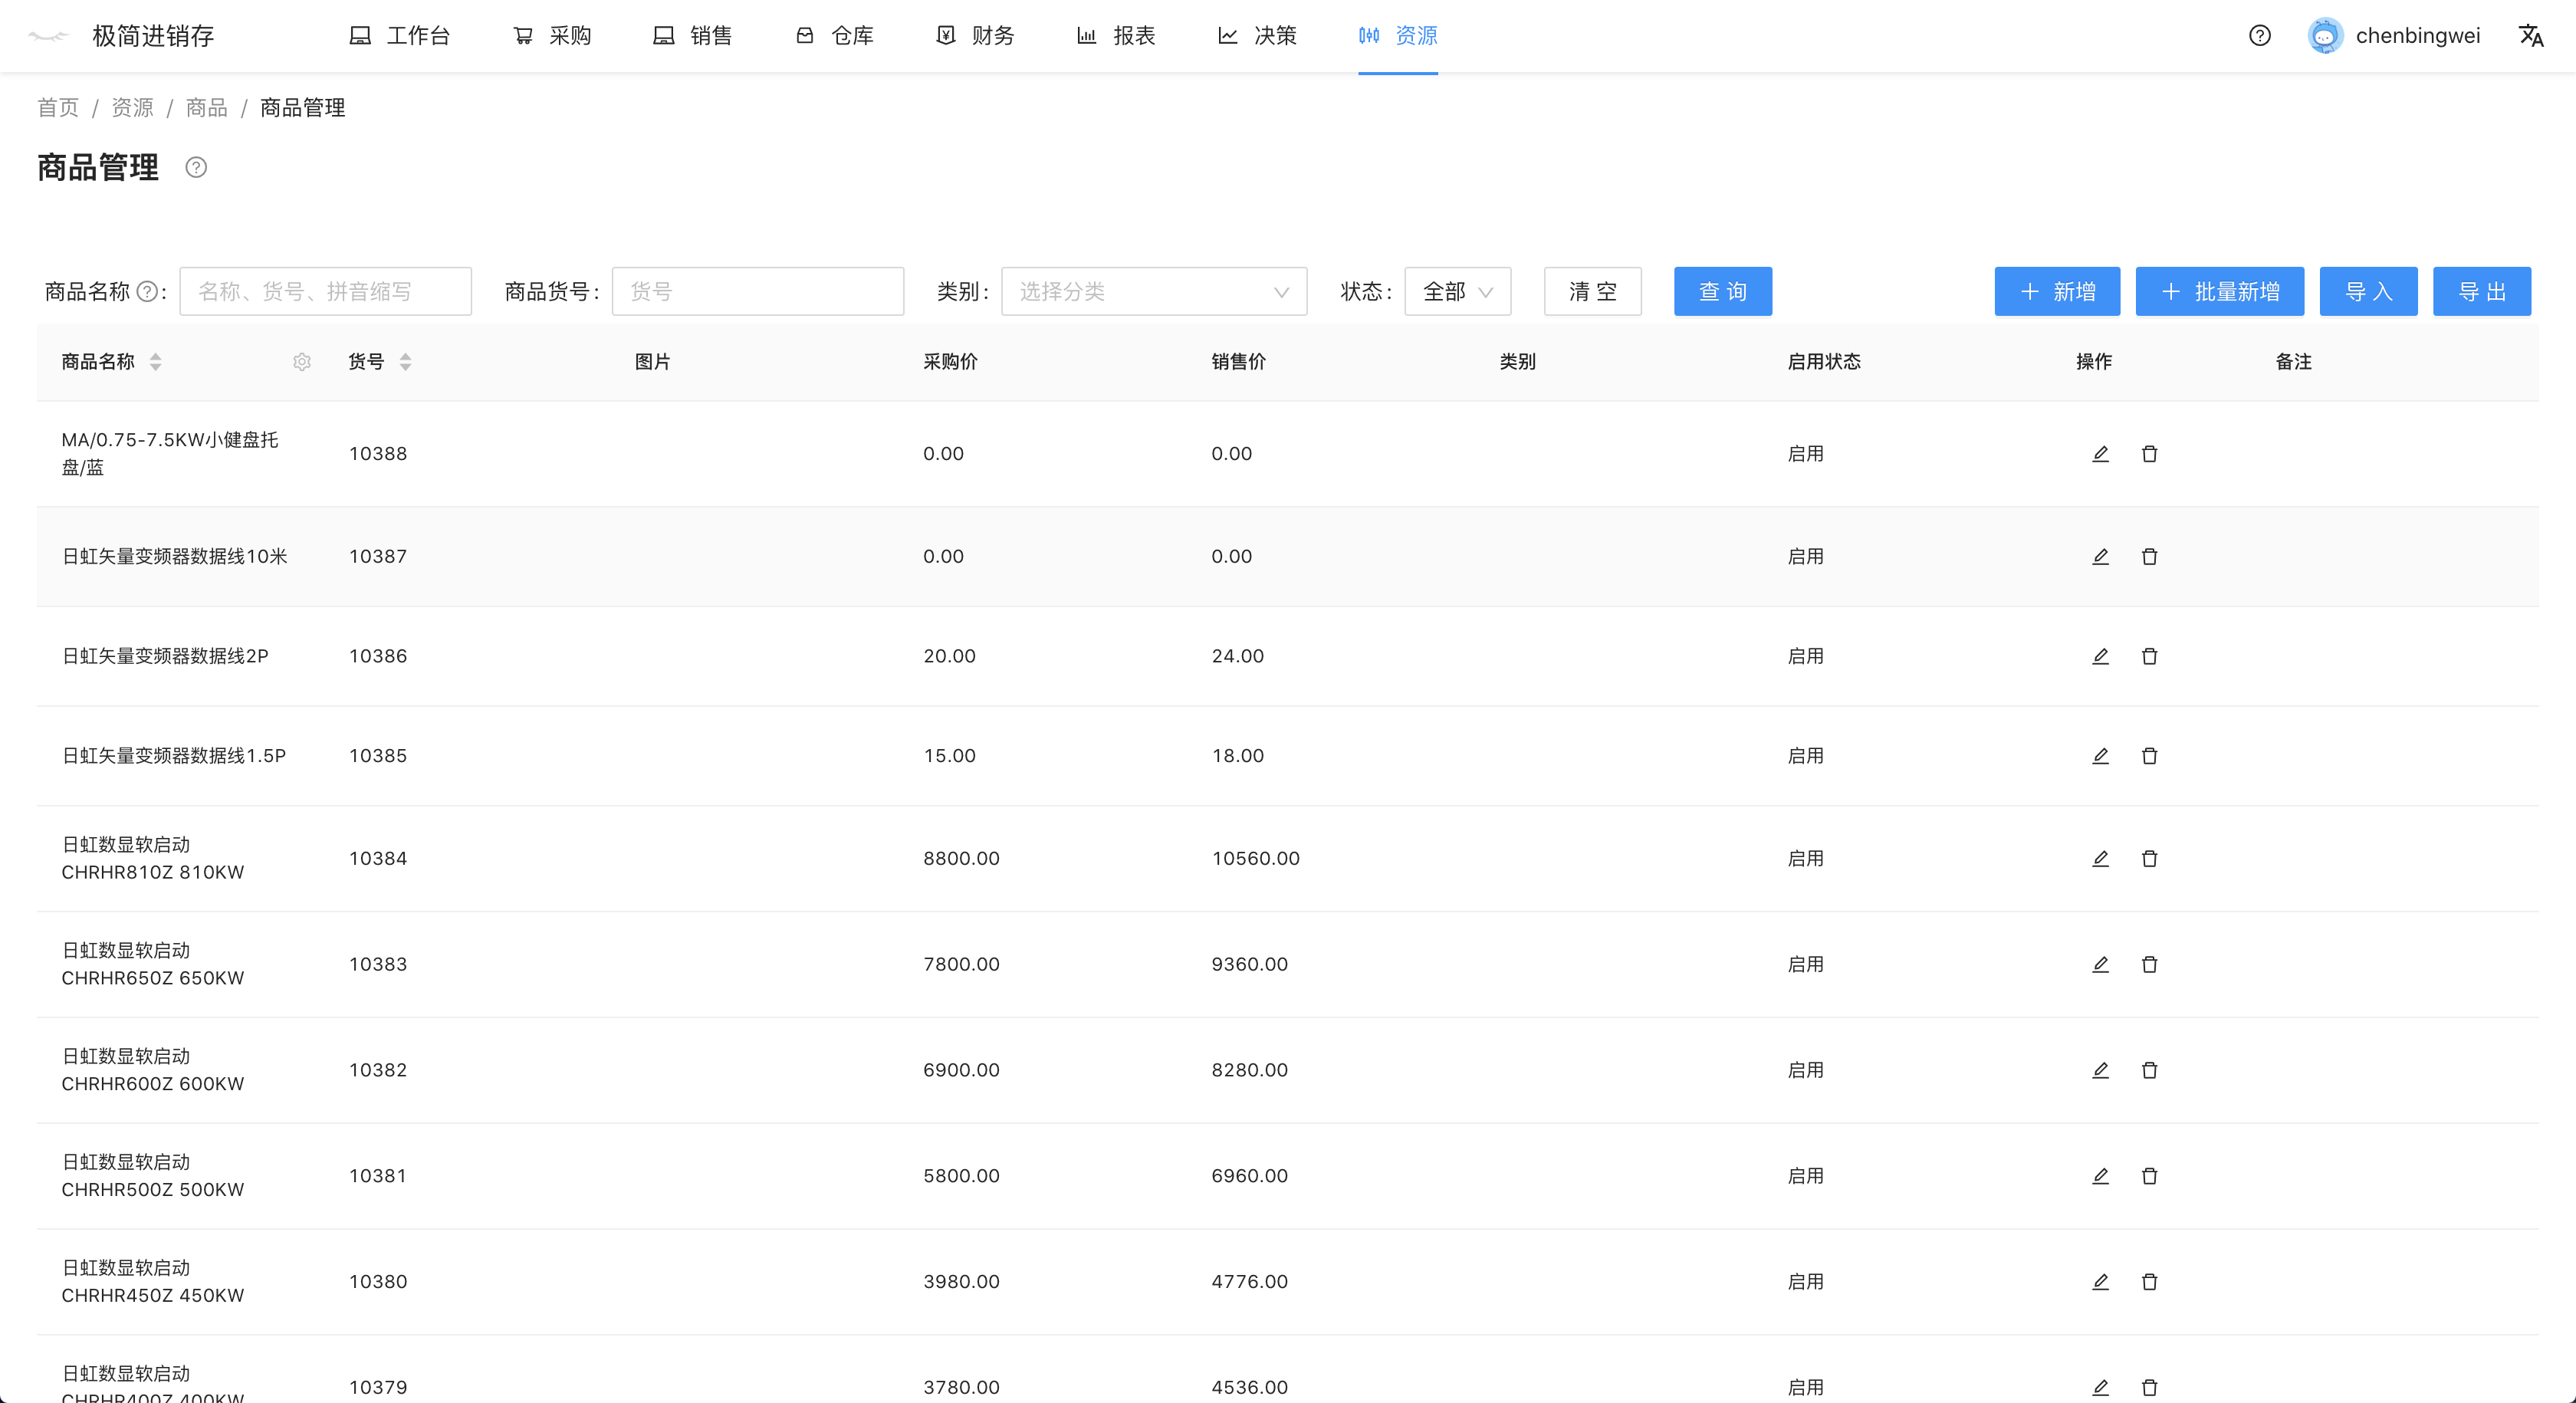 极简进销存 工作台 采购 销售 仓库 财务 报表 决策 资源 chenbingwei
首页 / 资源 / 商品 / 商品管理
商品管理
商品名称 : 名称、货号、拼音缩写 商品货号 : 货号 类别 : 选择分类 状态 : 全部 清 空 查 询 + 新增 + 批量新增 导 入 导 出
商品名称 货号 图片 采购价 销售价 类别 启用状态 操作 备注
MA/0.75-7.5KW小健盘托
盘/蓝
10388 0.00 0.00 启用
日虹矢量变频器数据线10米 10387 0.00 0.00 启用
日虹矢量变频器数据线2P 10386 20.00 24.00 启用
日虹矢量变频器数据线1.5P 10385 15.00 18.00 启用
日虹数显软启动
CHRHR810Z 810KW
10384 8800.00 10560.00 启用
日虹数显软启动
CHRHR650Z 650KW
10383 7800.00 9360.00 启用
日虹数显软启动
CHRHR600Z 600KW
10382 6900.00 8280.00 启用
日虹数显软启动
CHRHR500Z 500KW
10381 5800.00 6960.00 启用
日虹数显软启动
CHRHR450Z 450KW
10380 3980.00 4776.00 启用
日虹数显软启动
CHRHR400Z 400KW
10379 3780.00 4536.00 启用